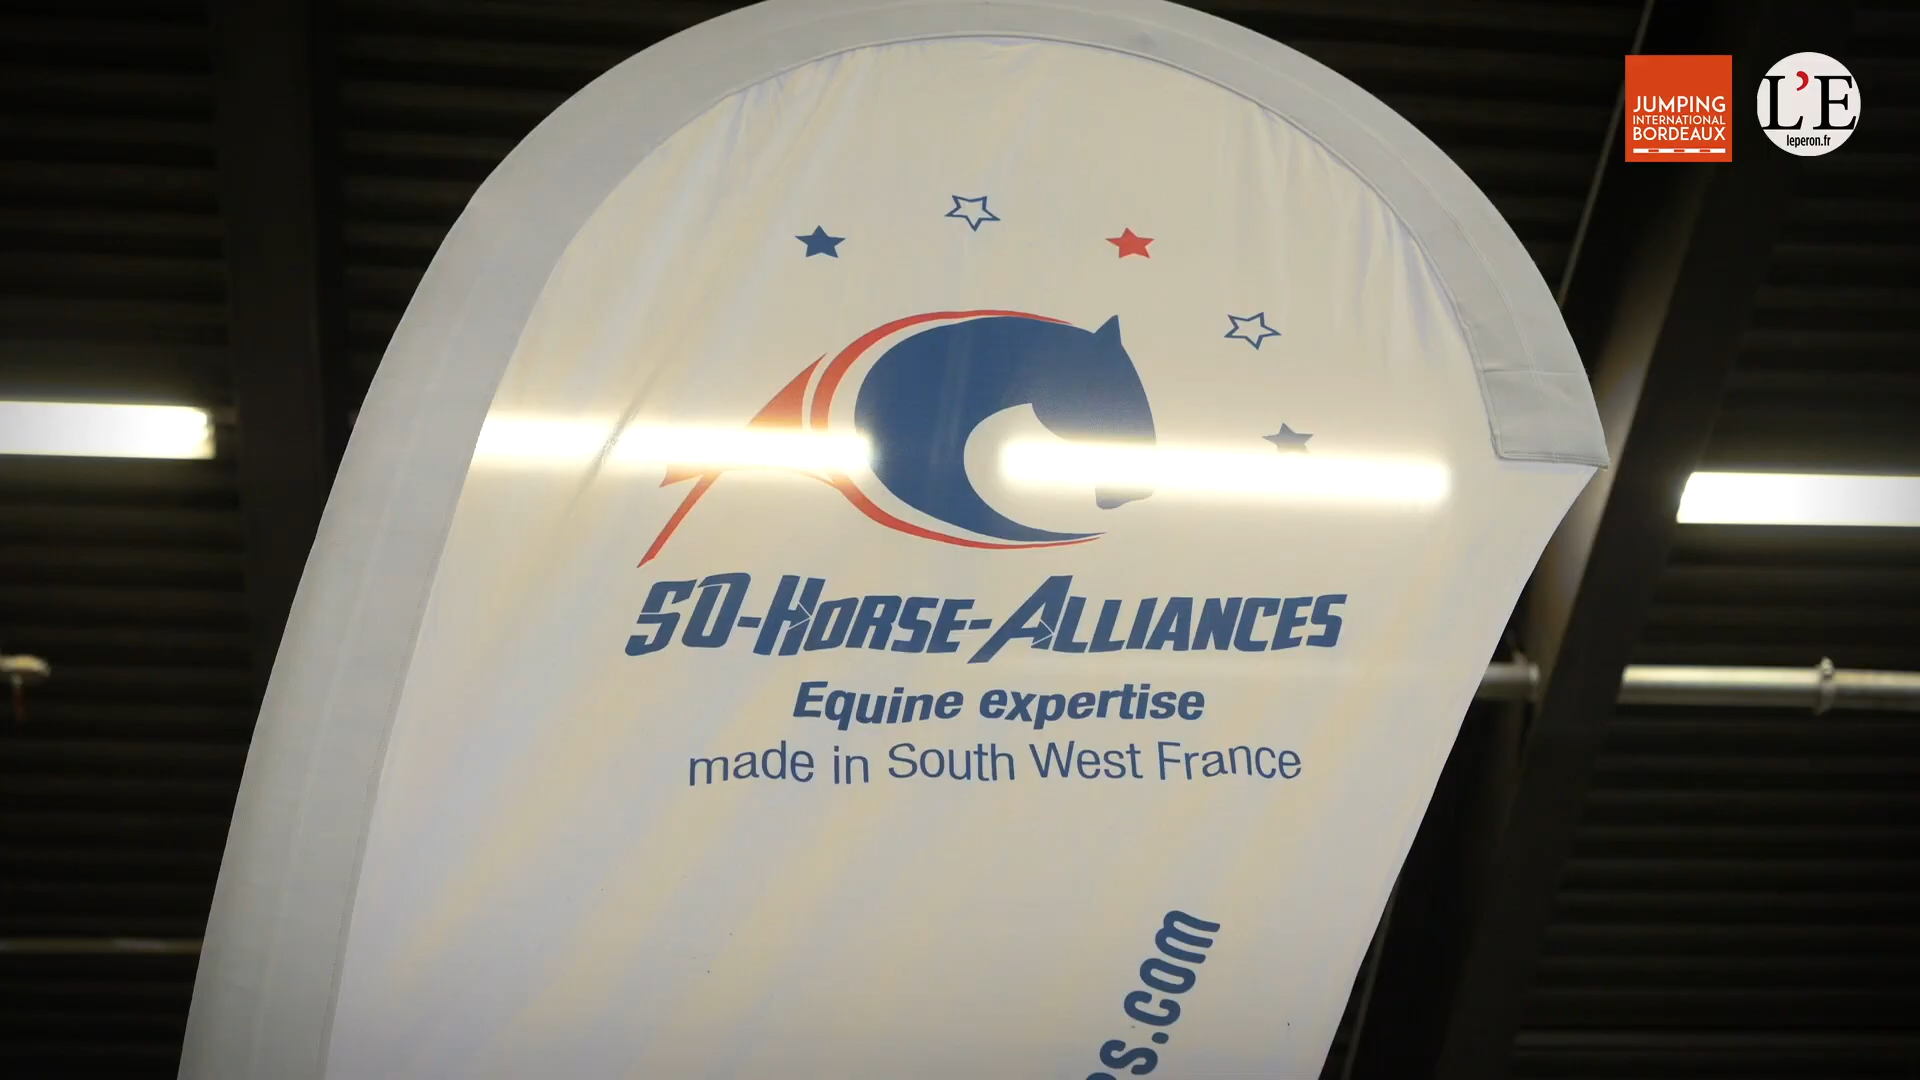 JUMPING
INTERNATIONAL
BORDEAUX
L'E
leperon.fr
SO-HORSE-ALLIANCES
Equine expertise
made in South West France
s.com